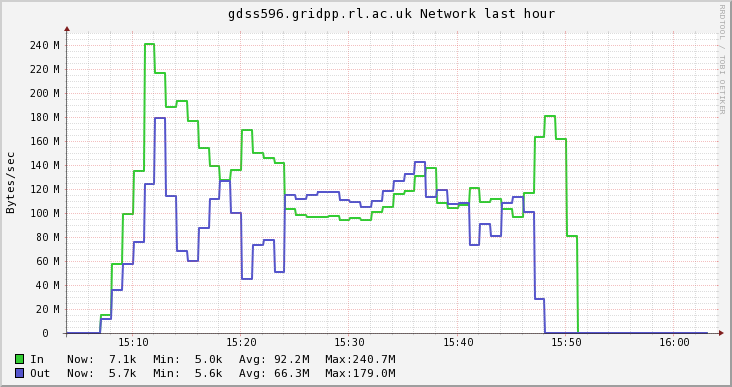 gdss596.gridpp.rl.ac.uk Network last hour
RRDTOOL / TOBI OETIKER
Bytes/sec
240 M
220 M
200 M
180 M
160 M
140 M
120 M
100 M
80 M
60 M
40 M
20 M
0
15:10 15:20 15:30 15:40 15:50 16:00
In Now: 7.1k Min: 5.0k Avg: 92.2M Max:240.7M
Out Now: 5.7k Min: 5.6k Avg: 66.3M Max:179.0M